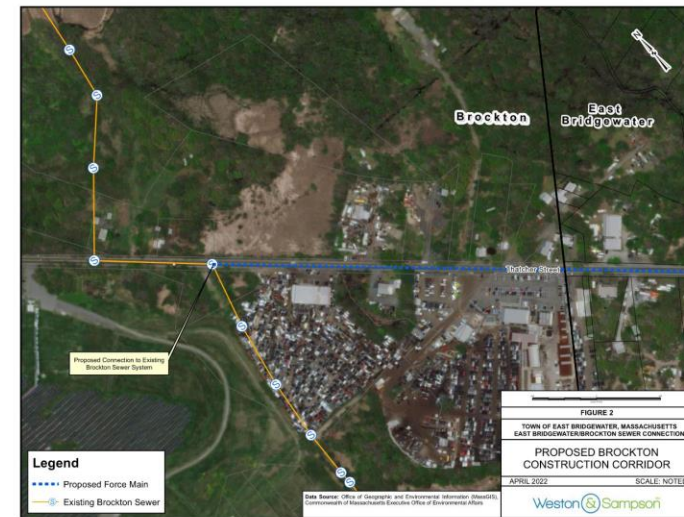 N
Brockton
East
Bridgewater
Thatcher Street
Proposed Connection to Existing
Brockton Sewer System
Legend
Proposed Force Main
S Existing Brockton Sewer
Data Source: Office of Geographic and Environmental Information (MassGIS),
Commonwealth of Massachusetts Executive Office of Environmental Affairs
FIGURE 2
TOWN OF EAST BRIDGEWATER, MASSACHUSETTS
EAST BRIDGEWATER/BROCKTON SEWER CONNECTION
PROPOSED BROCKTON
CONSTRUCTION CORRIDOR
APRIL 2022 SCALE: NOTED
Weston & Sampson